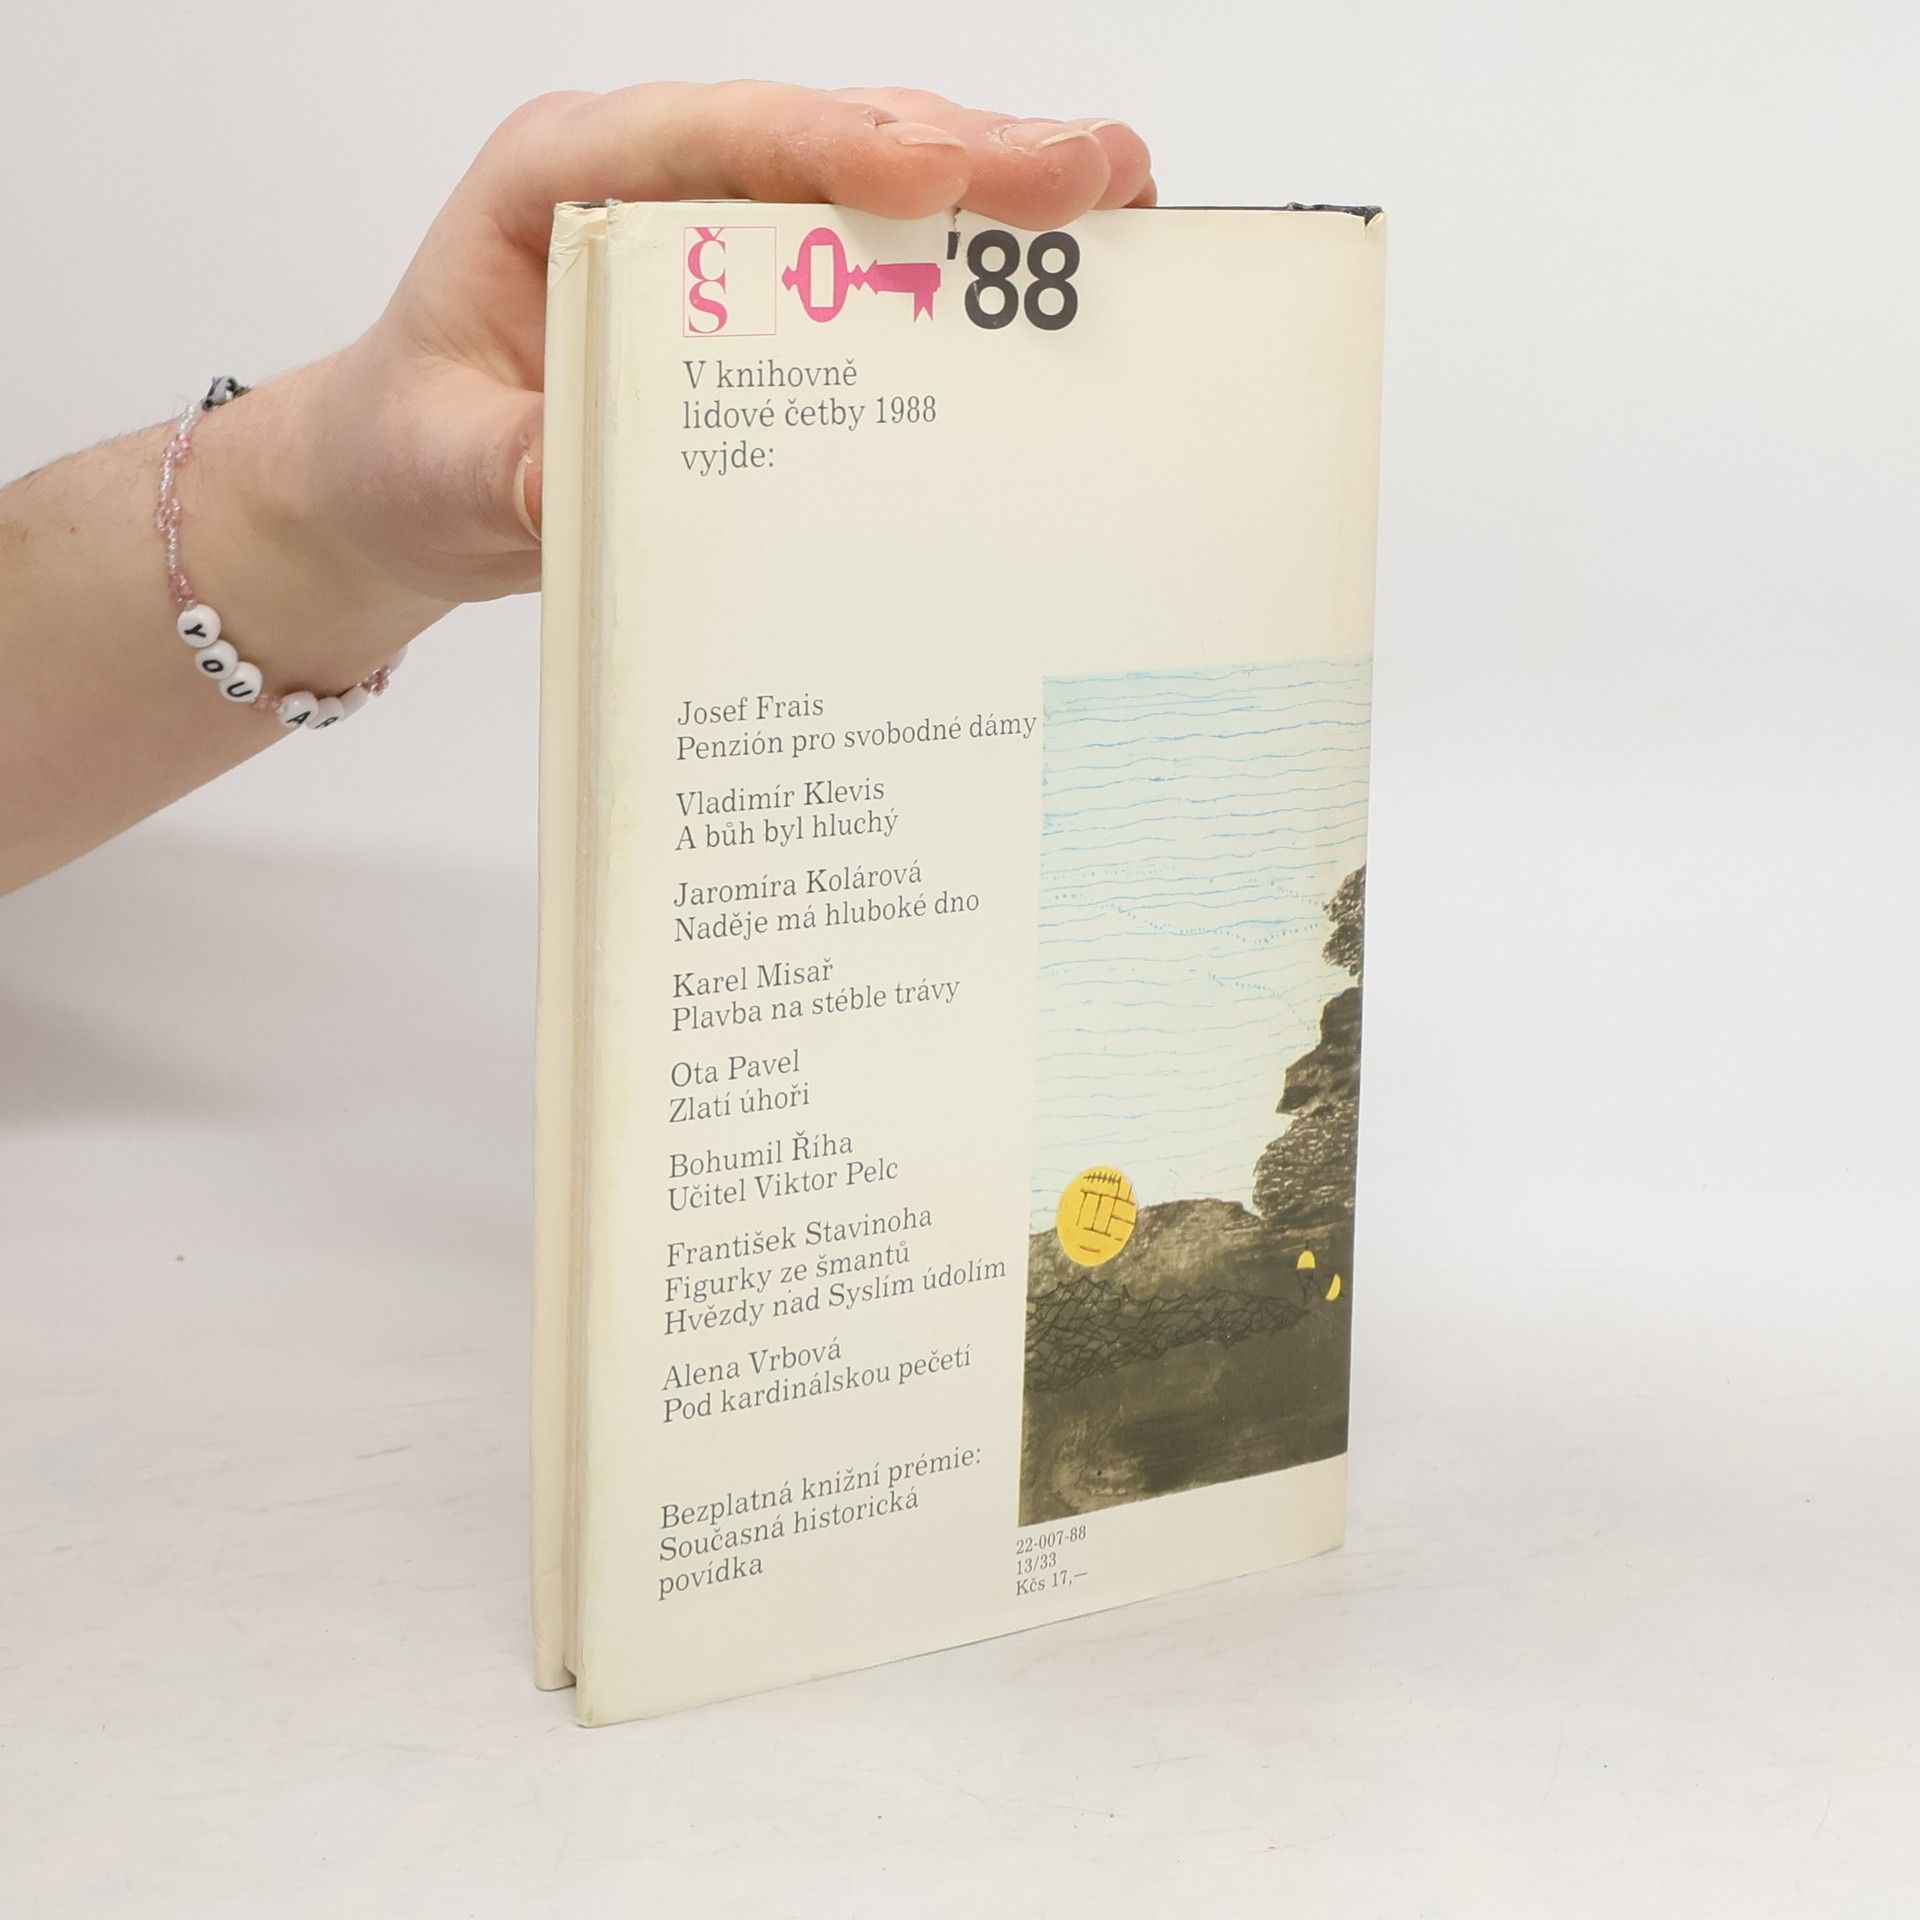 Č
S
'88
V knihovně
lidové četby 1988
vyjde:
Josef Frais
Penzión pro svobodné dámy
Vladimír Klevis
A bůh byl hluchý
Jaromíra Kolárová
Naděje má hluboké dno
Karel Misař
Plavba na stéble trávy
Ota Pavel
Zlatí úhoři
Bohumil Říha
Učitel Viktor Pelc
František Stavinoha
Figurky ze šmantů
Hvězdy nad Syslím údolím
Alena Vrbová
Pod kardinálskou pečetí
Bezplatná knižní prémie:
Současná historická
povídka
22-007-88
13/33
Kčs 17,—
YOU AR